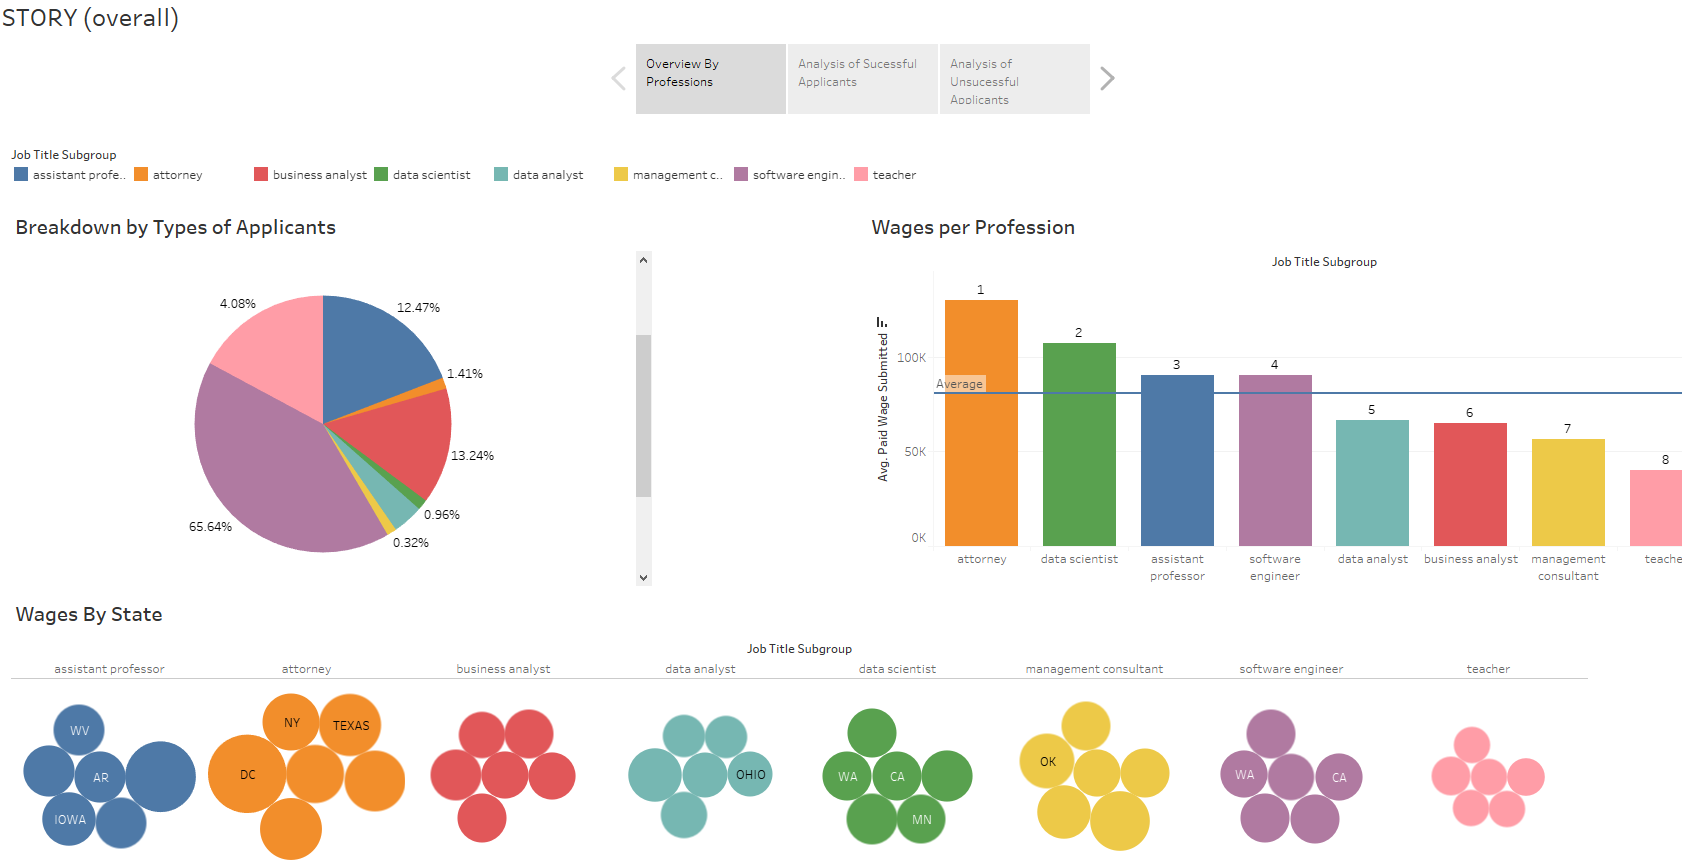 STORY (overall)
Overview By
Professions
Analysis of Sucessful
Applicants
Analysis of
Unsucessful
Applicants
Job Title Subgroup
assistant profe..
attorney
business analyst
data scientist
data analyst
management c..
software engin..
teacher
Breakdown by Types of Applicants
4.08%
12.47%
1.41%
13.24%
0.96%
0.32%
65.64%
Wages per Profession
Job Title Subgroup
Avg. Paid Wage Submitted
100K
50K
0K
Average
1
2
3
4
5
6
7
8
attorney
data scientist
assistant
professor
software
engineer
data analyst
business analyst
management
consultant
teache
Wages By State
Job Title Subgroup
assistant professor
attorney
business analyst
data analyst
data scientist
management consultant
software engineer
teacher
WV
AR
IOWA
NY
TEXAS
DC
OHIO
WA
CA
MN
OK
WA
CA